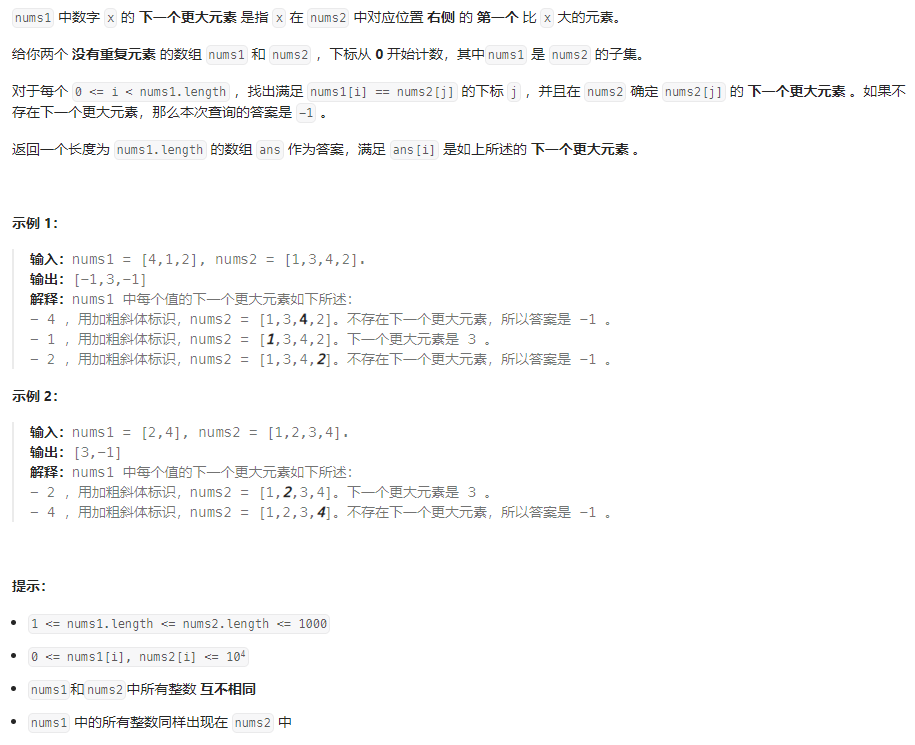 nums1 中数字 x 的 下一个更大元素 是指 x 在 nums2 中对应位置 右侧 的 第一个 比 x 大的元素。
给你两个 没有重复元素 的数组 nums1 和 nums2 ，下标从 0 开始计数，其中nums1 是 nums2 的子集。
对于每个 0 <= i < nums1.length ，找出满足 nums1[i] == nums2[j] 的下标 j ，并且在 nums2 确定 nums2[j] 的 下一个更大元素 。如果不
存在下一个更大元素，那么本次查询的答案是 -1 。
返回一个长度为 nums1.length 的数组 ans 作为答案，满足 ans[i] 是如上所述的 下一个更大元素 。
示例 1：
输入：nums1 = [4,1,2], nums2 = [1,3,4,2].
输出：[-1,3,-1]
解释：nums1 中每个值的下一个更大元素如下所述：
- 4 ，用加粗斜体标识，nums2 = [1,3,4,2]。不存在下一个更大元素，所以答案是 -1 。
- 1 ，用加粗斜体标识，nums2 = [1,3,4,2]。下一个更大元素是 3 。
- 2 ，用加粗斜体标识，nums2 = [1,3,4,2]。不存在下一个更大元素，所以答案是 -1 。
示例 2：
输入：nums1 = [2,4], nums2 = [1,2,3,4].
输出：[3,-1]
解释：nums1 中每个值的下一个更大元素如下所述：
- 2 ，用加粗斜体标识，nums2 = [1,2,3,4]。下一个更大元素是 3 。
- 4 ，用加粗斜体标识，nums2 = [1,2,3,4]。不存在下一个更大元素，所以答案是 -1 。
提示：
• 1 <= nums1.length <= nums2.length <= 1000
• 0 <= nums1[i], nums2[i] <= 10⁴
• nums1和nums2中所有整数 互不相同
• nums1 中的所有整数同样出现在 nums2 中